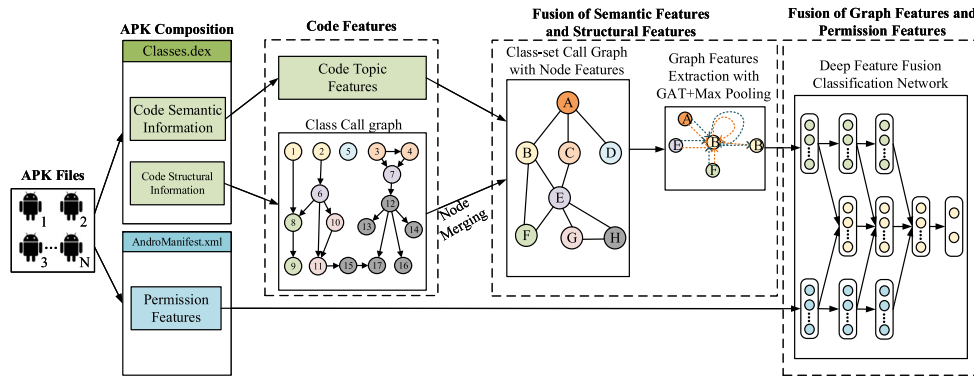 APK Composition
Classes.dex
Code Semantic
Information
Code Structural
Information
APK Files
1
2
3
N
AndroManifest.xml
Permission
Features
Code Features
Code Topic
Features
Class Call graph
1
2
5
3
4
7
6
12
8
10
13
14
9
11
15
17
16
Node
Merging
Fusion of Semantic Features
and Structural Features
Class-set Call Graph
with Node Features
A
B
C
D
E
F
G
H
Graph Features
Extraction with
GAT+Max Pooling
A
E
B
B
F
Fusion of Graph Features and
Permission Features
Deep Feature Fusion
Classification Network